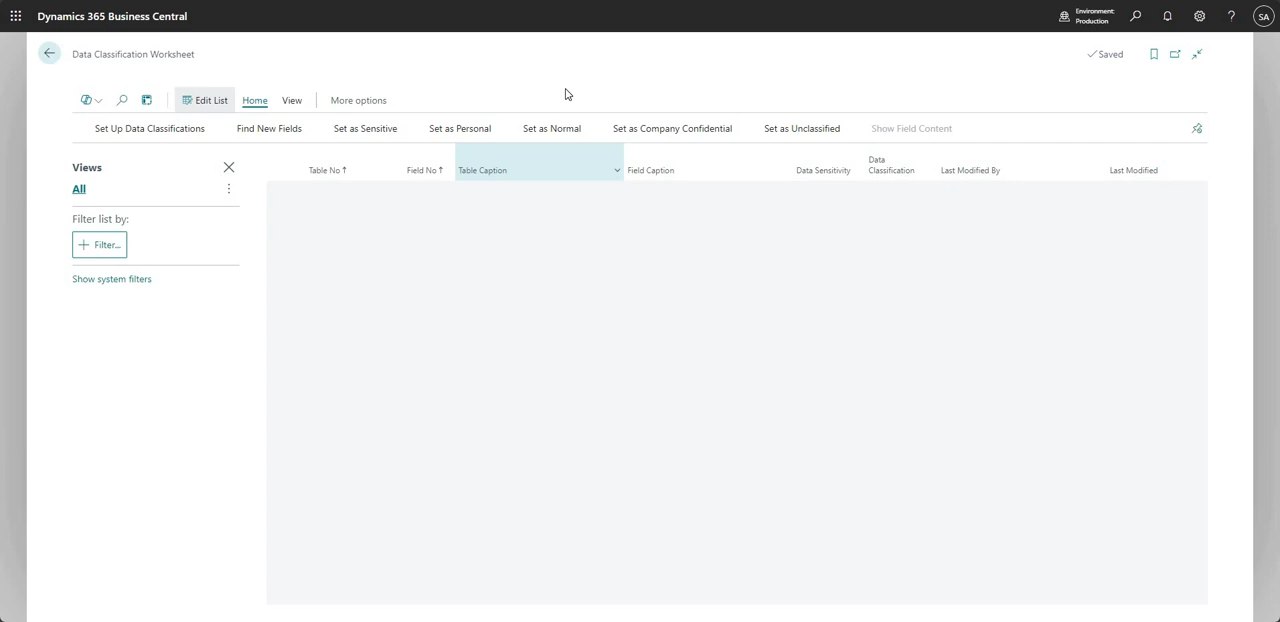 Dynamics 365 Business Central
Environment:
Production
SA
Data Classification Worksheet
Saved
Edit List
Home
View
More options
Set Up Data Classifications
Find New Fields
Set as Sensitive
Set as Personal
Set as Normal
Set as Company Confidential
Set as Unclassified
Show Field Content
Views
All
Filter list by:
Filter...
Show system filters
Table No ↑
Field No ↑
Table Caption
Field Caption
Data Sensitivity
Data
Classification
Last Modified By
Last Modified